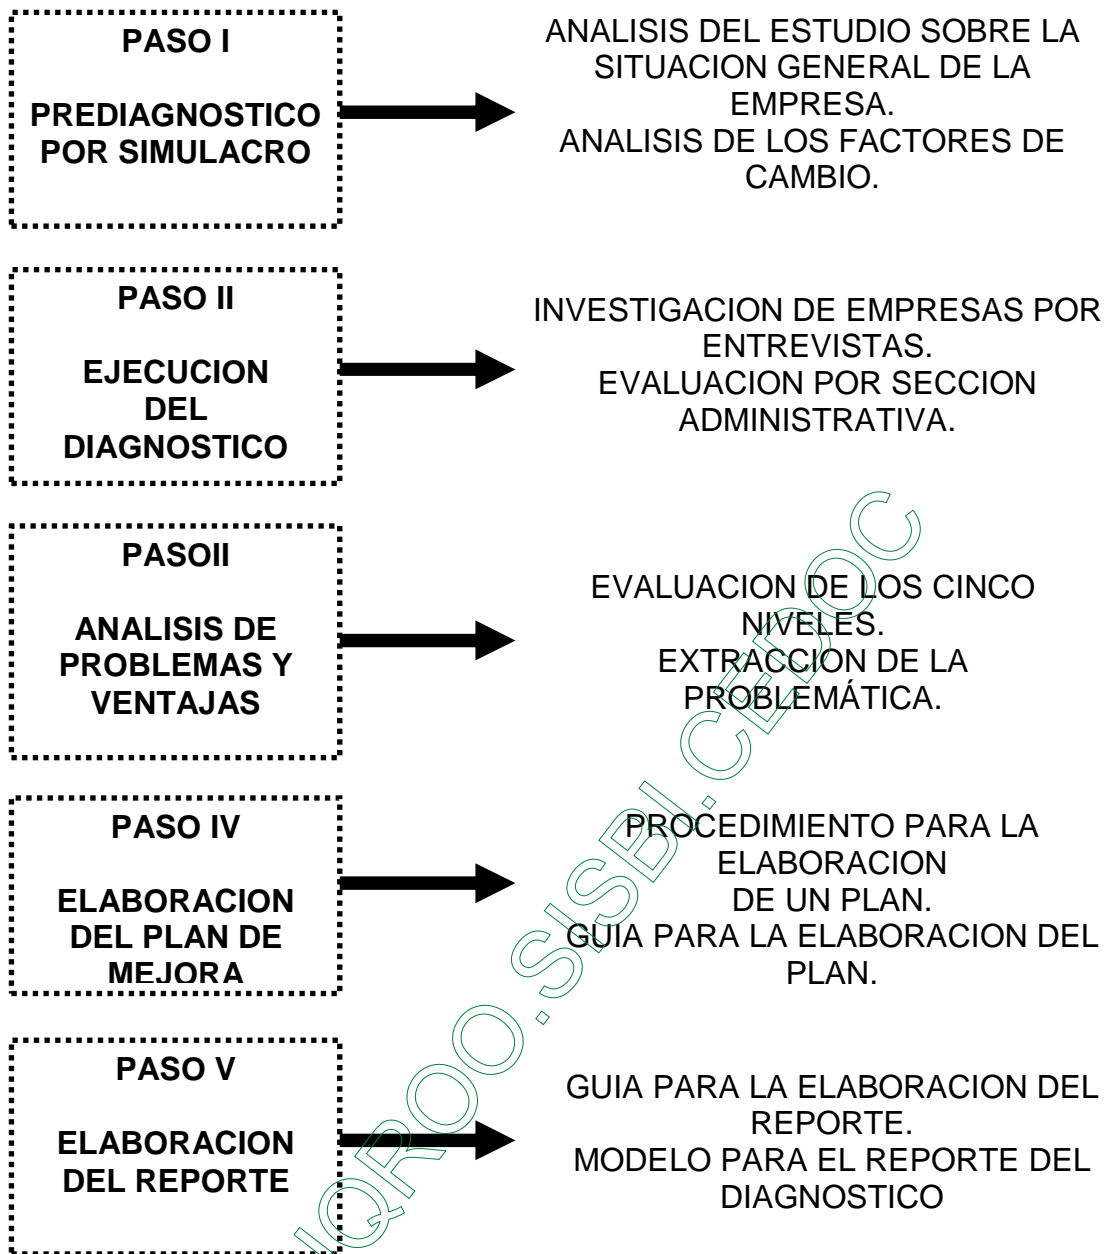 PASO I
PREDIAGNOSTICO
POR SIMULACRO
ANALISIS DEL ESTUDIO SOBRE LA
SITUACION GENERAL DE LA
EMPRESA.
ANALISIS DE LOS FACTORES DE
CAMBIO.
PASO II
EJECUCION
DEL
DIAGNOSTICO
INVESTIGACION DE EMPRESAS POR
ENTREVISTAS.
EVALUACION POR SECCION
ADMINISTRATIVA.
PASOII
ANALISIS DE
PROBLEMAS Y
VENTAJAS
EVALUACION DE LOS CINCO
NIVELES.
EXTRACCION DE LA
PROBLEMÁTICA.
PASO IV
ELABORACION
DEL PLAN DE
MEJORA
PROCEDIMIENTO PARA LA
ELABORACION
DE UN PLAN.
GUIA PARA LA ELABORACION DEL
PLAN.
PASO V
ELABORACION
DEL REPORTE
GUIA PARA LA ELABORACION DEL
REPORTE.
MODELO PARA EL REPORTE DEL
DIAGNOSTICO
IQROO.SISBI.CEDOC